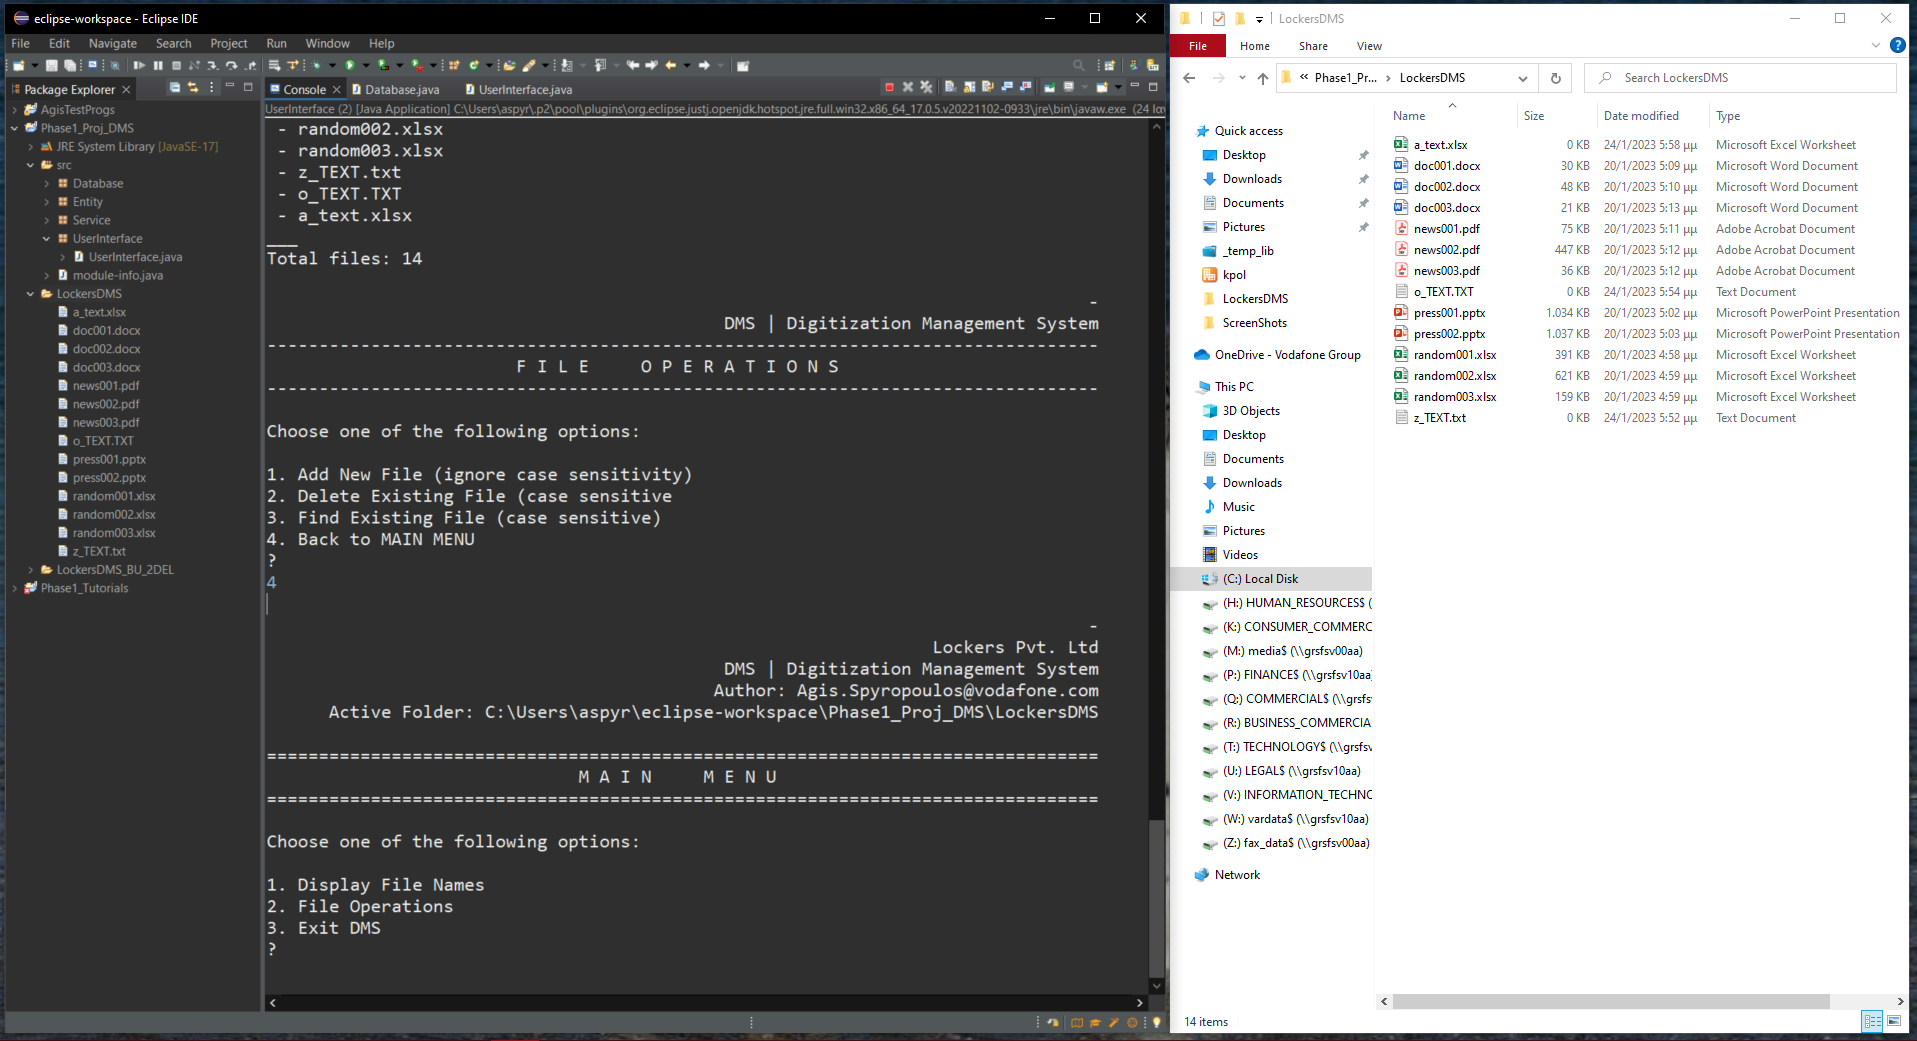 eclipse-workspace - Eclipse IDE
File Edit Navigate Search Project Run Window Help
Package Explorer
AgisTestProgs
Phase1_Proj_DMS
JRE System Library [JavaSE-17]
src
Database
Entity
Service
UserInterface
UserInterface.java
module-info.java
LockersDMS
a_text.xlsx
doc001.docx
doc002.docx
doc003.docx
news001.pdf
news002.pdf
news003.pdf
o_TEXT.TXT
press001.pptx
press002.pptx
random001.xlsx
random002.xlsx
random003.xlsx
z_TEXT.txt
LockersDMS_BU_2DEL
Phase1_Tutorials
Console Database.java UserInterface.java
UserInterface (2) [Java Application] C:\Users\aspyr\.p2\pool\plugins\org.eclipse.justj.openjdk.hotspot.jre.full.win32.x86_64_17.0.5.v20221102-0933\jre\bin\javaw.exe (24 Ιαν
- random002.xlsx
- random003.xlsx
- z_TEXT.txt
- o_TEXT.TXT
- a_text.xlsx
___
Total files: 14
-
DMS | Digitization Management System
--------------------------------------------------------------------------------
F I L E     O P E R A T I O N S
--------------------------------------------------------------------------------
Choose one of the following options:
1. Add New File (ignore case sensitivity)
2. Delete Existing File (case sensitive
3. Find Existing File (case sensitive)
4. Back to MAIN MENU
?
4
-
Lockers Pvt. Ltd
DMS | Digitization Management System
Author: Agis.Spyropoulos@vodafone.com
Active Folder: C:\Users\aspyr\eclipse-workspace\Phase1_Proj_DMS\LockersDMS
================================================================================
M A I N     M E N U
================================================================================
Choose one of the following options:
1. Display File Names
2. File Operations
3. Exit DMS
?
LockersDMS
File Home Share View
« Phase1_Pr... › LockersDMS
Search LockersDMS
Quick access
Desktop
Downloads
Documents
Pictures
_temp_lib
kpol
LockersDMS
ScreenShots
OneDrive - Vodafone Group
This PC
3D Objects
Desktop
Documents
Downloads
Music
Pictures
Videos
(C:) Local Disk
(H:) HUMAN_RESOURCES$ (
(K:) CONSUMER_COMMERC
(M:) media$ (\\grsfsv00aa)
(P:) FINANCE$ (\\grsfsv10aa
(Q:) COMMERCIAL$ (\\grsfs
(R:) BUSINESS_COMMERCIA
(T:) TECHNOLOGY$ (\\grsfsv
(U:) LEGAL$ (\\grsfsv10aa)
(V:) INFORMATION_TECHNC
(W:) vardata$ (\\grsfsv10aa)
(Z:) fax_data$ (\\grsfsv00aa)
Network
Name Size Date modified Type
a_text.xlsx 0 KB 24/1/2023 5:58 μμ Microsoft Excel Worksheet
doc001.docx 30 KB 20/1/2023 5:09 μμ Microsoft Word Document
doc002.docx 48 KB 20/1/2023 5:10 μμ Microsoft Word Document
doc003.docx 21 KB 20/1/2023 5:13 μμ Microsoft Word Document
news001.pdf 75 KB 20/1/2023 5:11 μμ Adobe Acrobat Document
news002.pdf 447 KB 20/1/2023 5:12 μμ Adobe Acrobat Document
news003.pdf 36 KB 20/1/2023 5:12 μμ Adobe Acrobat Document
o_TEXT.TXT 0 KB 24/1/2023 5:54 μμ Text Document
press001.pptx 1.034 KB 20/1/2023 5:02 μμ Microsoft PowerPoint Presentation
press002.pptx 1.037 KB 20/1/2023 5:03 μμ Microsoft PowerPoint Presentation
random001.xlsx 391 KB 20/1/2023 4:58 μμ Microsoft Excel Worksheet
random002.xlsx 621 KB 20/1/2023 4:59 μμ Microsoft Excel Worksheet
random003.xlsx 159 KB 20/1/2023 4:59 μμ Microsoft Excel Worksheet
z_TEXT.txt 0 KB 24/1/2023 5:52 μμ Text Document
14 items